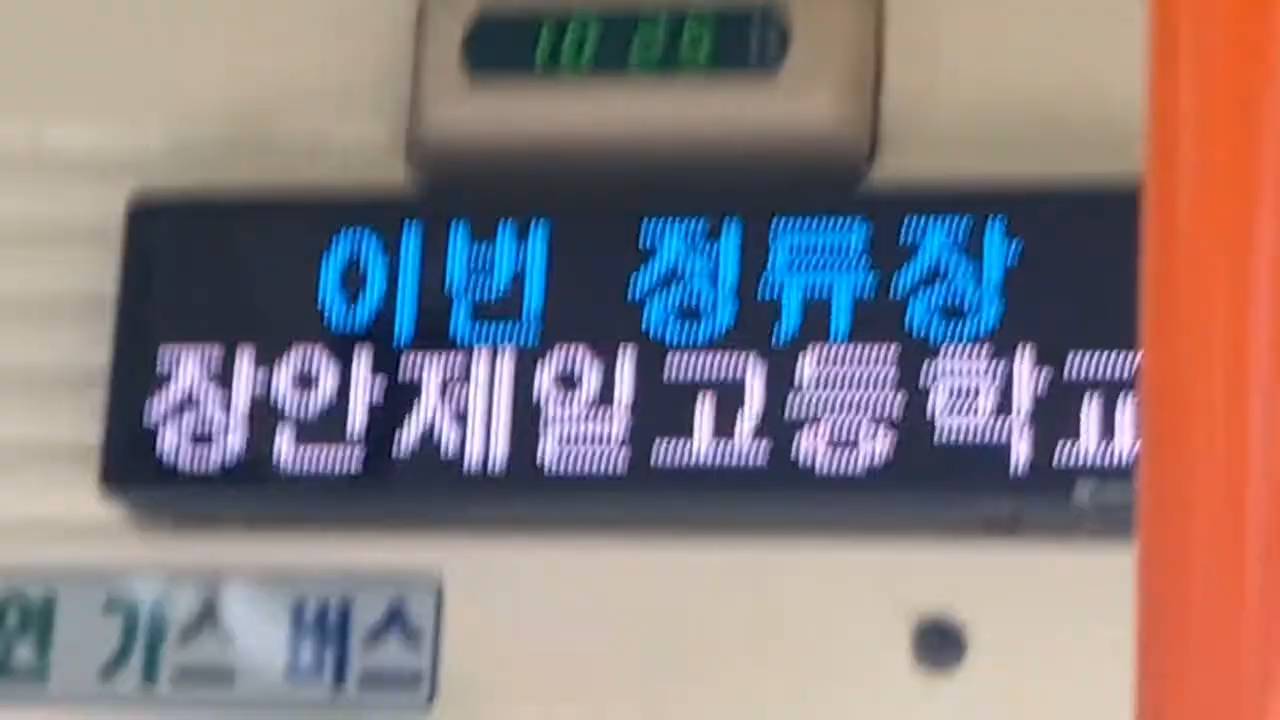 이번 정류장
장안제일고등학교
가스 버스